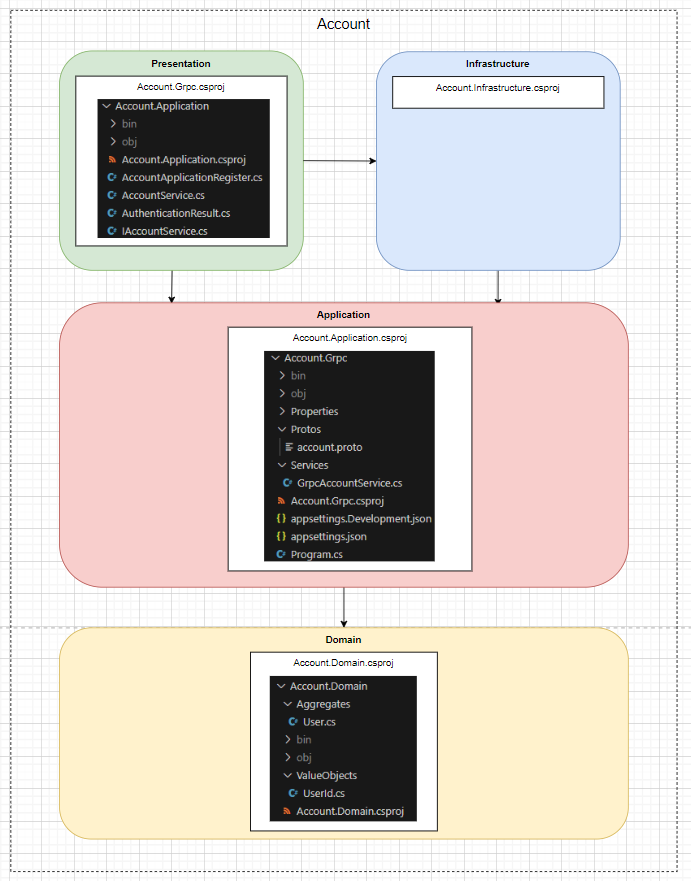 Account
Presentation
Account.Grpc.csproj
Account.Application
bin
obj
Account.Application.csproj
AccountApplicationRegister.cs
AccountService.cs
AuthenticationResult.cs
IAccountService.cs
Infrastructure
Account.Infrastructure.csproj
Application
Account.Application.csproj
Account.Grpc
bin
obj
Properties
Protos
account.proto
Services
GrpcAccountService.cs
Account.Grpc.csproj
appsettings.Development.json
appsettings.json
Program.cs
Domain
Account.Domain.csproj
Account.Domain
Aggregates
User.cs
bin
obj
ValueObjects
UserId.cs
Account.Domain.csproj